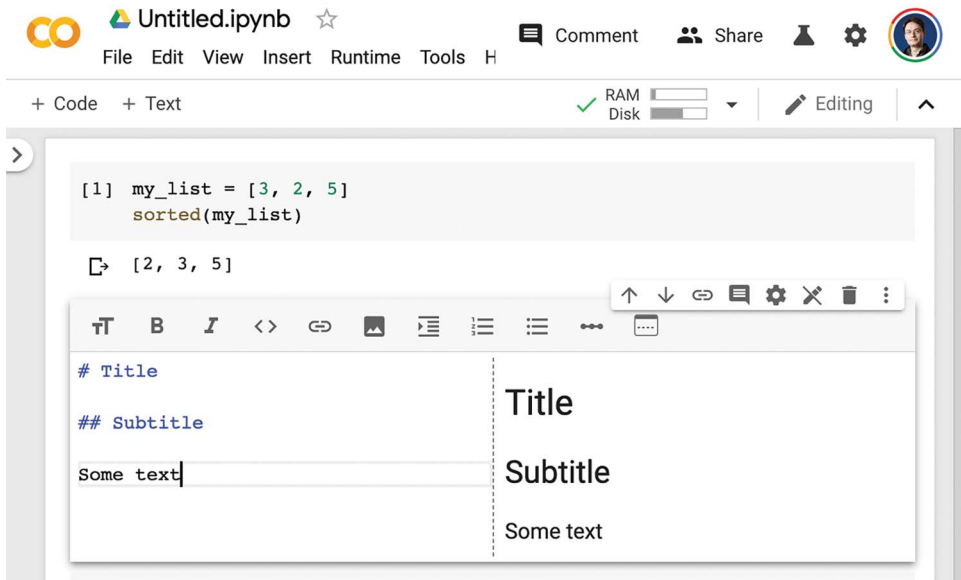 Untitled.ipynb
Comment
Share
File Edit View Insert Runtime Tools H
+ Code + Text
RAM
Disk
Editing
[1] my_list = [3, 2, 5]
sorted(my_list)
[2, 3, 5]
# Title
Title
## Subtitle
Subtitle
Some text
Some text